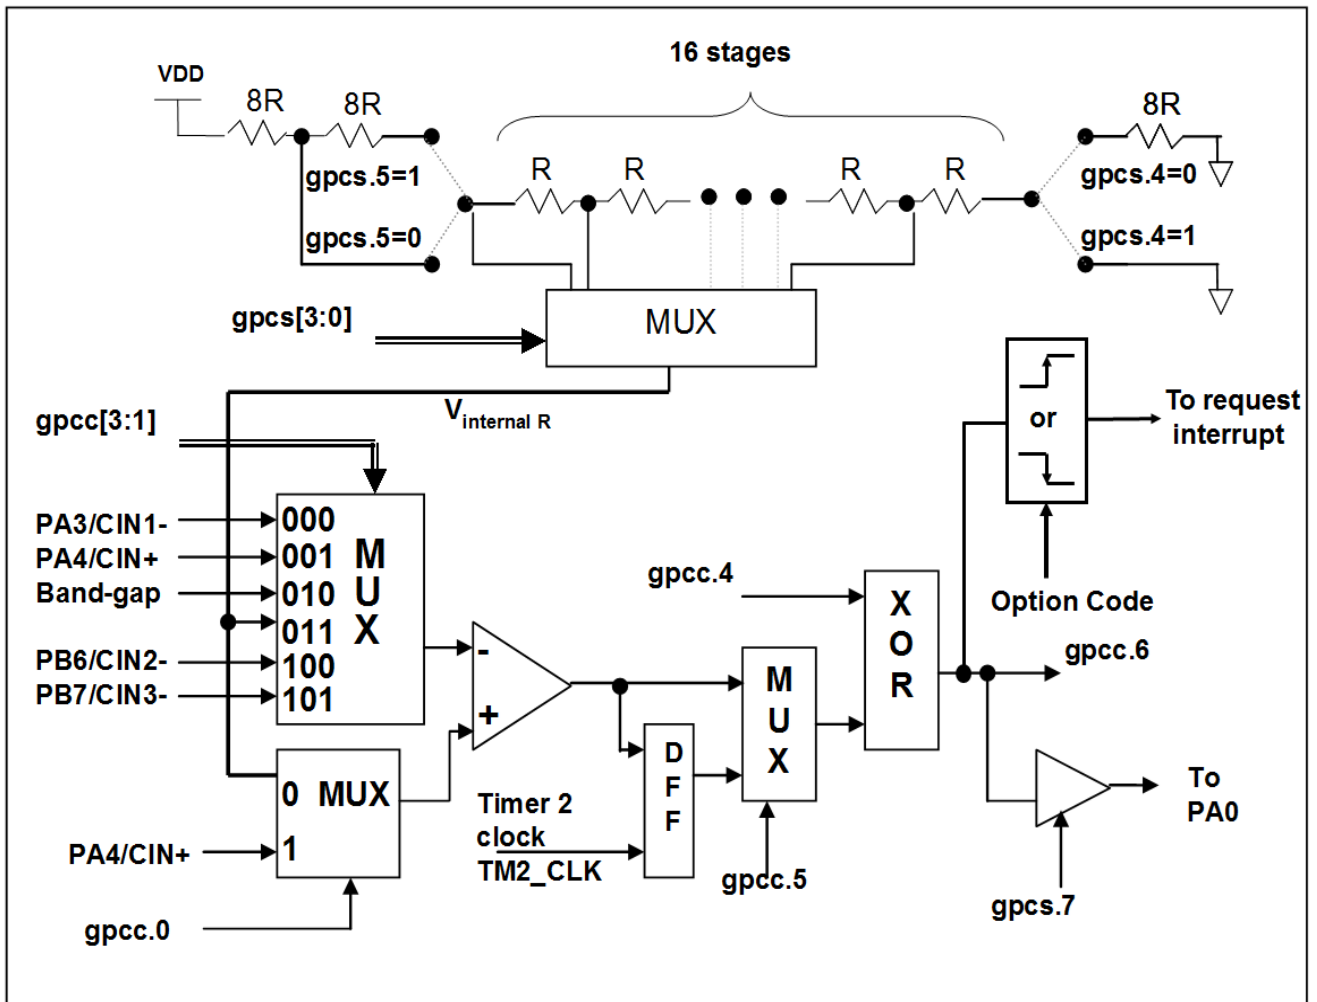 16 stages
VDD
8R
8R
8R
gpcs.5=1
R
R
R
R
gpcs.4=0
gpcs.5=0
gpcs.4=1
gpcs[3:0]
MUX
V internal R
gpcc[3:1]
or
To request
interrupt
PA3/CIN1-
000
PA4/CIN+
001
Band-gap
010
011
PB6/CIN2-
100
PB7/CIN3-
101
M
U
X
-
+
gpcc.4
X
O
R
Option Code
gpcc.6
M
U
X
D
F
F
0 MUX
1
PA4/CIN+
gpcc.0
Timer 2
clock
TM2_CLK
gpcc.5
To
PA0
gpcs.7